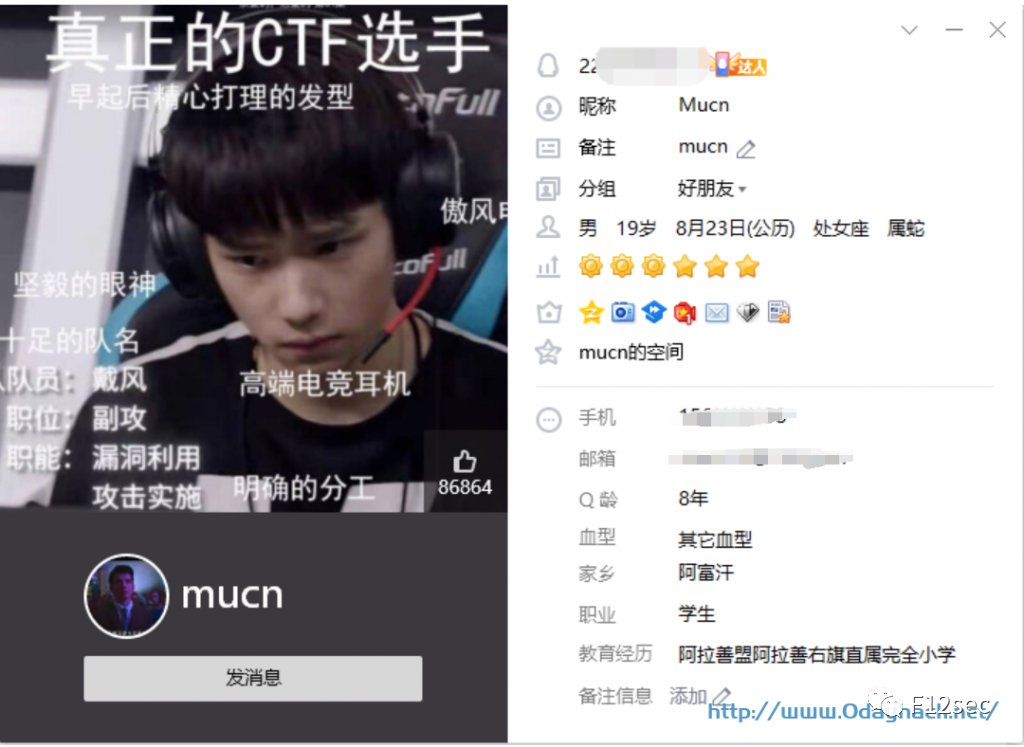 真正的CTF选手
早起后精心打理的发型
傲风电
坚毅的眼神
十足的队名
队员：戴风
职位：副攻
职能：漏洞利用
攻击实施
高端电竞耳机
明确的分工
86864
mucn
发消息
22
达人
昵称 Mucn
备注 mucn
分组 好朋友
男 19岁 8月23日(公历) 处女座 属蛇
mucn的空间
手机
邮箱
Q龄 8年
血型 其它血型
家乡 阿富汗
职业 学生
教育经历 阿拉善盟阿拉善右旗直属完全小学
备注信息 添加
F12sec